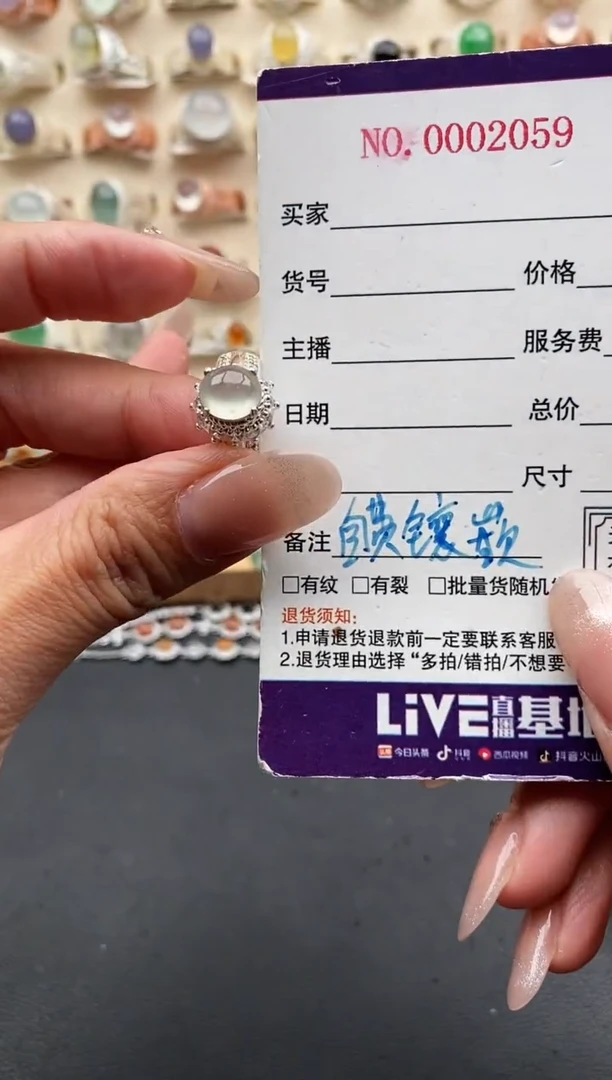 NO.0002059
买家
货号 价格
主播 服务费
日期 总价
尺寸
备注
□有纹 □有裂 □批量货随机
退货须知:
1.申请退货退款前一定要联系客服
2.退货理由选择“多拍/错拍/不想要
LiVE直播基地
今日头条 抖音 西瓜视频 抖音火山